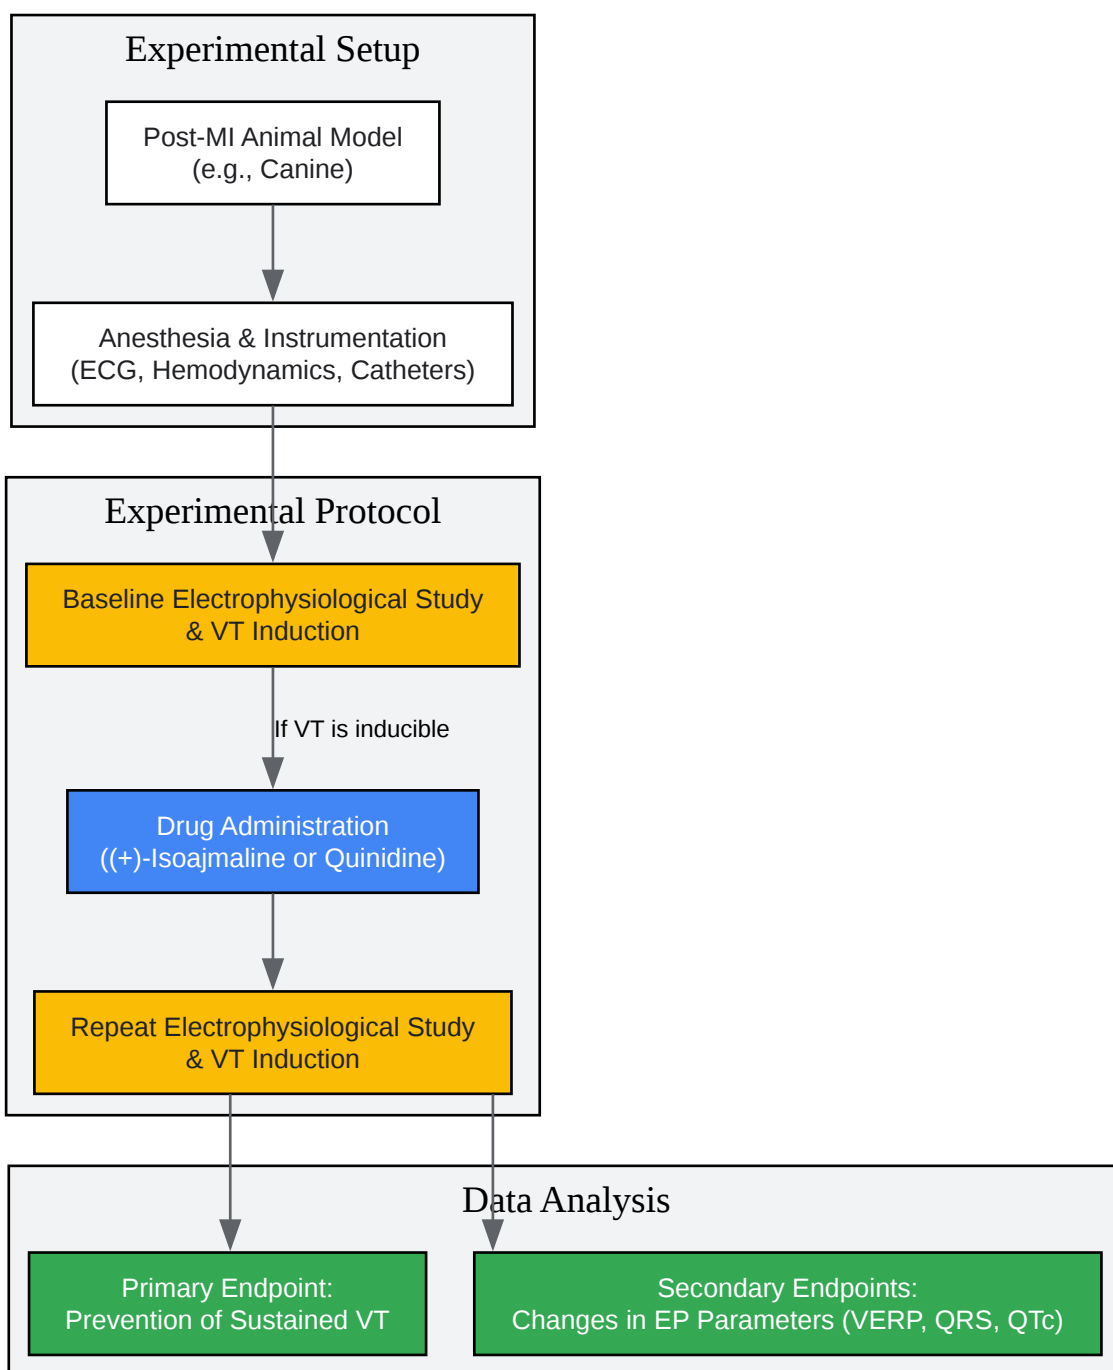 Experimental Setup
Post-MI Animal Model
(e.g., Canine)
Anesthesia & Instrumentation
(ECG, Hemodynamics, Catheters)
Experimental Protocol
Baseline Electrophysiological Study
& VT Induction
If VT is inducible
Drug Administration
((+)-Isoajmaline or Quinidine)
Repeat Electrophysiological Study
& VT Induction
Data Analysis
Primary Endpoint:
Prevention of Sustained VT
Secondary Endpoints:
Changes in EP Parameters (VERP, QRS, QTc)